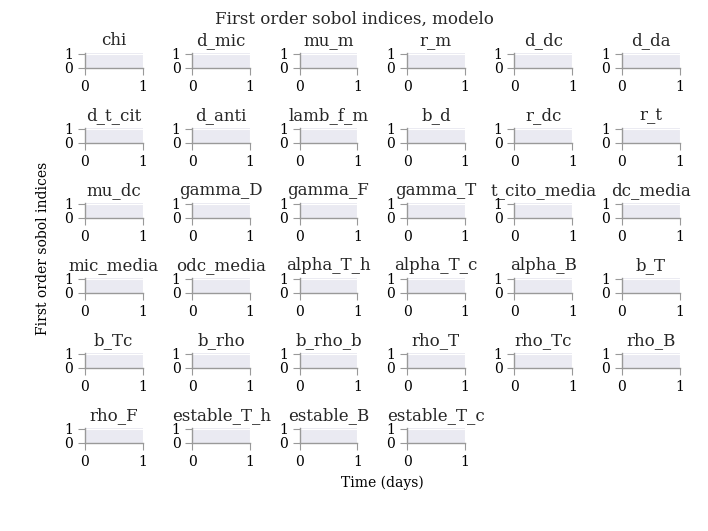 First order sobol indices, modelo
chi d_mic mu_m r_m d_dc d_da
1 1 1 1 1 1
0 0 0 0 0 0
0 1 0 1 0 1 0 1 0 1 0 1
d_t_cit d_anti lamb_f_m b_d r_dc r_t
1 1 1 1 1 1
0 0 0 0 0 0
0 1 0 1 0 1 0 1 0 1 0 1
mu_dc gamma_D gamma_F gamma_T t_cito_media dc_media
1 1 1 1 1 1
0 0 0 0 0 0
0 1 0 1 0 1 0 1 0 1 0 1
mic_media odc_media alpha_T_h alpha_T_c alpha_B b_T
1 1 1 1 1 1
0 0 0 0 0 0
0 1 0 1 0 1 0 1 0 1 0 1
b_Tc b_rho b_rho_b rho_T rho_Tc rho_B
1 1 1 1 1 1
0 0 0 0 0 0
0 1 0 1 0 1 0 1 0 1 0 1
rho_F estable_T_h estable_B estable_T_c
1 1 1 1
0 0 0 0
0 1 0 1 0 1 0 1
First order sobol indices
Time (days)